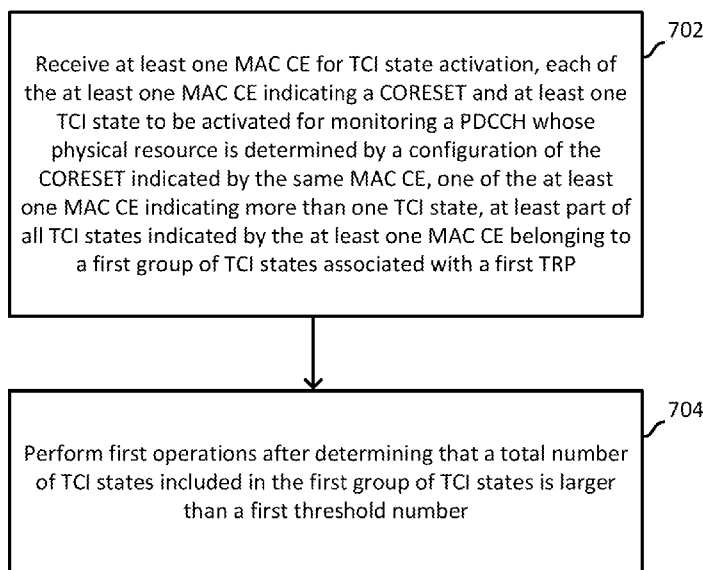 702
Receive at least one MAC CE for TCI state activation, each of
the at least one MAC CE indicating a CORESET and at least one
TCI state to be activated for monitoring a PDCCH whose
physical resource is determined by a configuration of the
CORESET indicated by the same MAC CE, one of the at least
one MAC CE indicating more than one TCI state, at least part of
all TCI states indicated by the at least one MAC CE belonging to
a first group of TCI states associated with a first TRP
704
Perform first operations after determining that a total number
of TCI states included in the first group of TCI states is larger
than a first threshold number